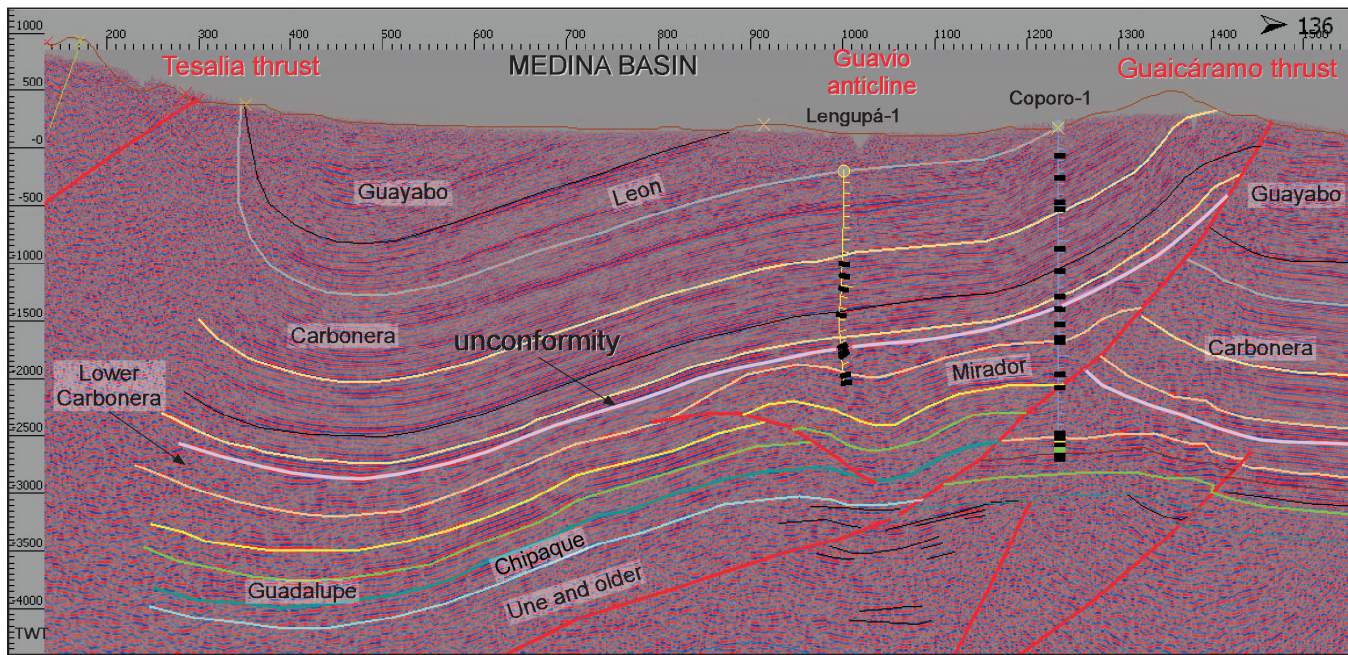 1000
500
-0
-500
-1000
-1500
-2000
-2500
-3000
-3500
-4000
TWT
200 300 400 500 600 700 800 900 1000 1100 1200 1300 1400 1500
136
Tesalia thrust
MEDINA BASIN
Guavio
anticline
Guaicáramo thrust
Lengupá-1
Coporo-1
Guayabo
Leon
Guayabo
Carbonera
unconformity
Carbonera
Lower
Carbonera
Mirador
Chipaque
Guadalupe
Une and older